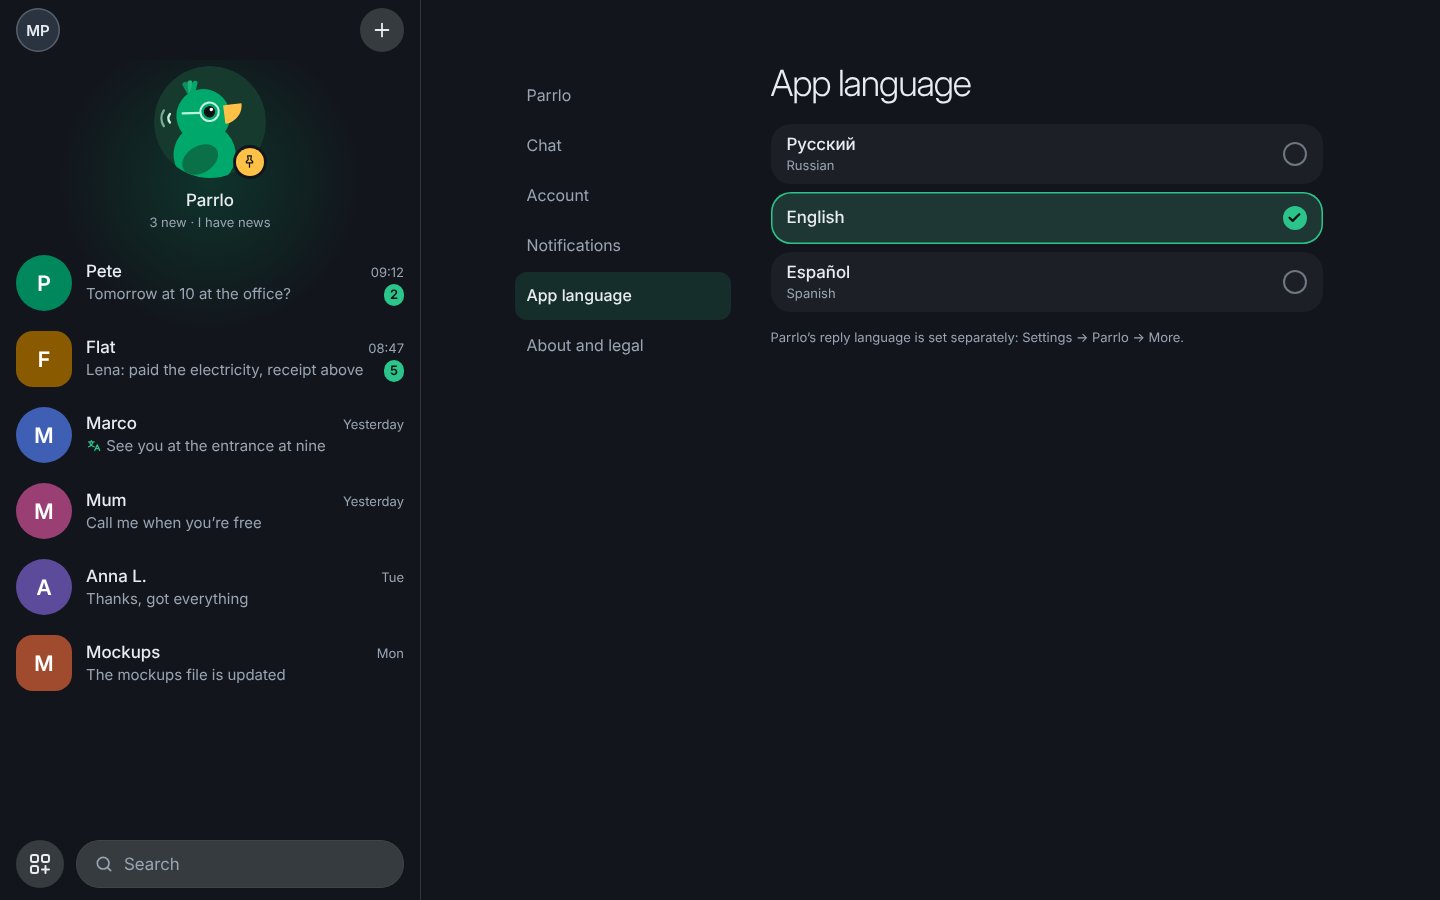 MP
Parrlo
3 new · I have news
P
Pete
09:12
Tomorrow at 10 at the office?
2
F
Flat
08:47
Lena: paid the electricity, receipt above
5
M
Marco
Yesterday
See you at the entrance at nine
M
Mum
Yesterday
Call me when you’re free
A
Anna L.
Tue
Thanks, got everything
M
Mockups
Mon
The mockups file is updated
Search
Parrlo
Chat
Account
Notifications
App language
About and legal
App language
Русский
Russian
English
Español
Spanish
Parrlo’s reply language is set separately: Settings → Parrlo → More.